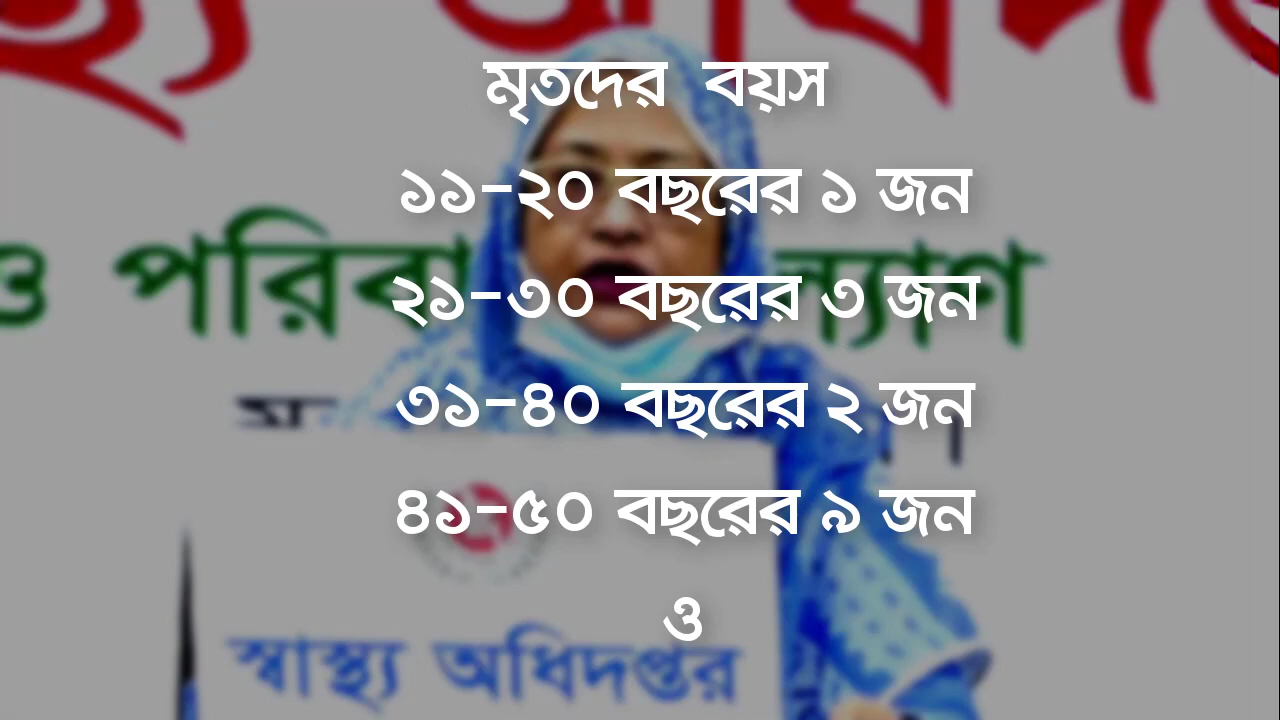 মৃতদের বয়স
১১-২০ বছরের ১ জন
২১-৩০ বছরের ৩ জন
৩১-৪০ বছরের ২ জন
৪১-৫০ বছরের ৯ জন
ও
স্বাস্থ্য অধিদপ্তর